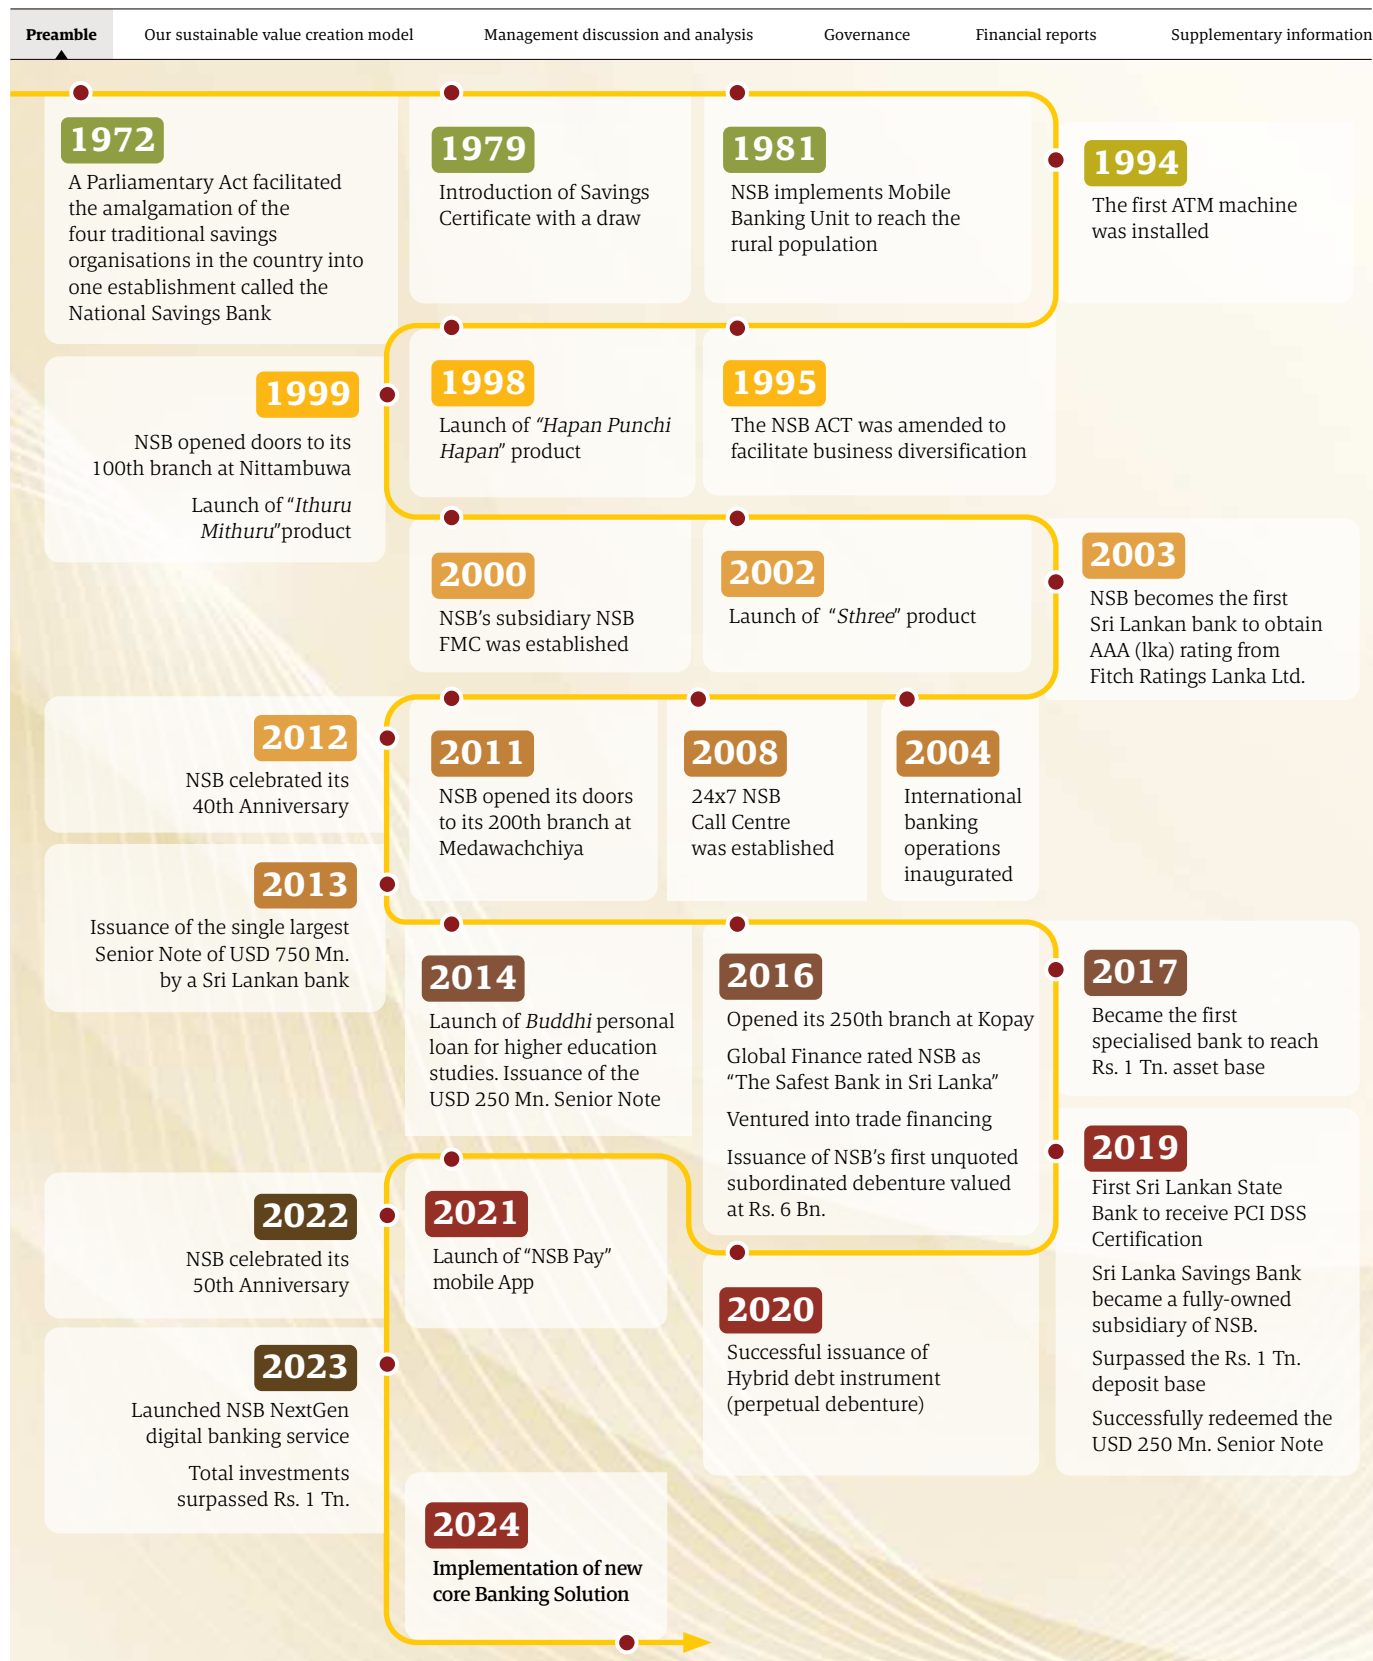 Preamble Our sustainable value creation model Management discussion and analysis Governance Financial reports Supplementary information
1972
A Parliamentary Act facilitated
the amalgamation of the
four traditional savings
organisations in the country into
one establishment called the
National Savings Bank
1979
Introduction of Savings
Certificate with a draw
1981
NSB implements Mobile
Banking Unit to reach the
rural population
1994
The first ATM machine
was installed
1995
The NSB ACT was amended to
facilitate business diversification
1998
Launch of “Hapan Punchi
Hapan” product
1999
NSB opened doors to its
100th branch at Nittambuwa
Launch of “Ithuru
Mithuru”product
2000
NSB’s subsidiary NSB
FMC was established
2002
Launch of “Sthree” product
2003
NSB becomes the first
Sri Lankan bank to obtain
AAA (lka) rating from
Fitch Ratings Lanka Ltd.
2004
International
banking
operations
inaugurated
2008
24x7 NSB
Call Centre
was established
2011
NSB opened its doors
to its 200th branch at
Medawachchiya
2012
NSB celebrated its
40th Anniversary
2013
Issuance of the single largest
Senior Note of USD 750 Mn.
by a Sri Lankan bank
2014
Launch of Buddhi personal
loan for higher education
studies. Issuance of the
USD 250 Mn. Senior Note
2016
Opened its 250th branch at Kopay
Global Finance rated NSB as
“The Safest Bank in Sri Lanka”
Ventured into trade financing
Issuance of NSB’s first unquoted
subordinated debenture valued
at Rs. 6 Bn.
2017
Became the first
specialised bank to reach
Rs. 1 Tn. asset base
2019
First Sri Lankan State
Bank to receive PCI DSS
Certification
Sri Lanka Savings Bank
became a fully-owned
subsidiary of NSB.
Surpassed the Rs. 1 Tn.
deposit base
Successfully redeemed the
USD 250 Mn. Senior Note
2020
Successful issuance of
Hybrid debt instrument
(perpetual debenture)
2021
Launch of “NSB Pay”
mobile App
2022
NSB celebrated its
50th Anniversary
2023
Launched NSB NextGen
digital banking service
Total investments
surpassed Rs. 1 Tn.
2024
Implementation of new
core Banking Solution